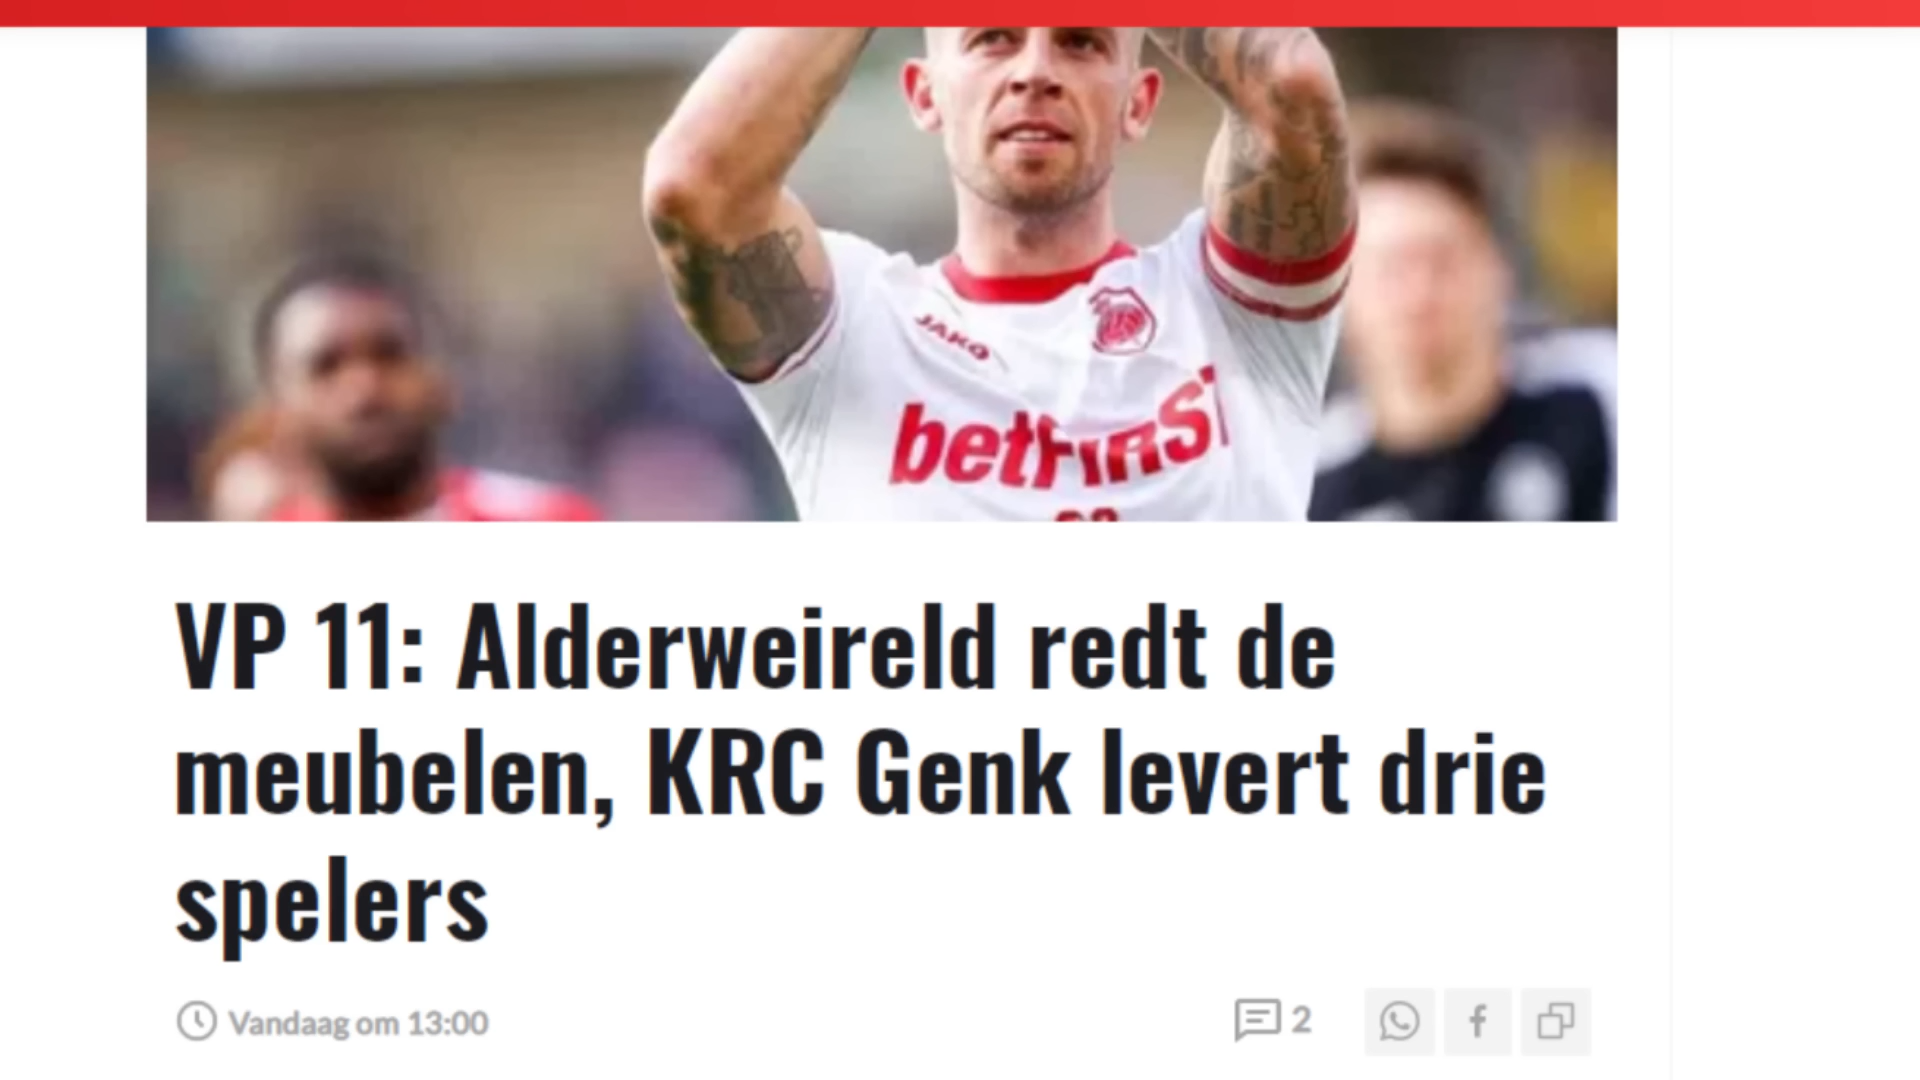 JAKO
betFIRST
VP 11: Alderweireld redt de
meubelen, KRC Genk levert drie
spelers
Vandaag om 13:00
2